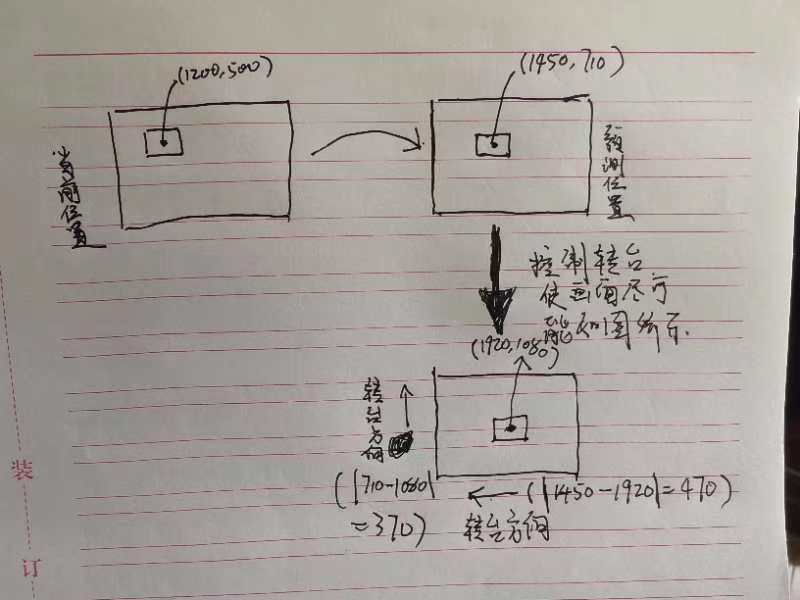 (1200,500)
(1450,710)
当前位置
预测位置
控制转台
使画面尽可
能如图所示.
(1920,1080)
转台方向
(|710-1080|
=370)
(|1450-1920|=470)
转台方向
装
订